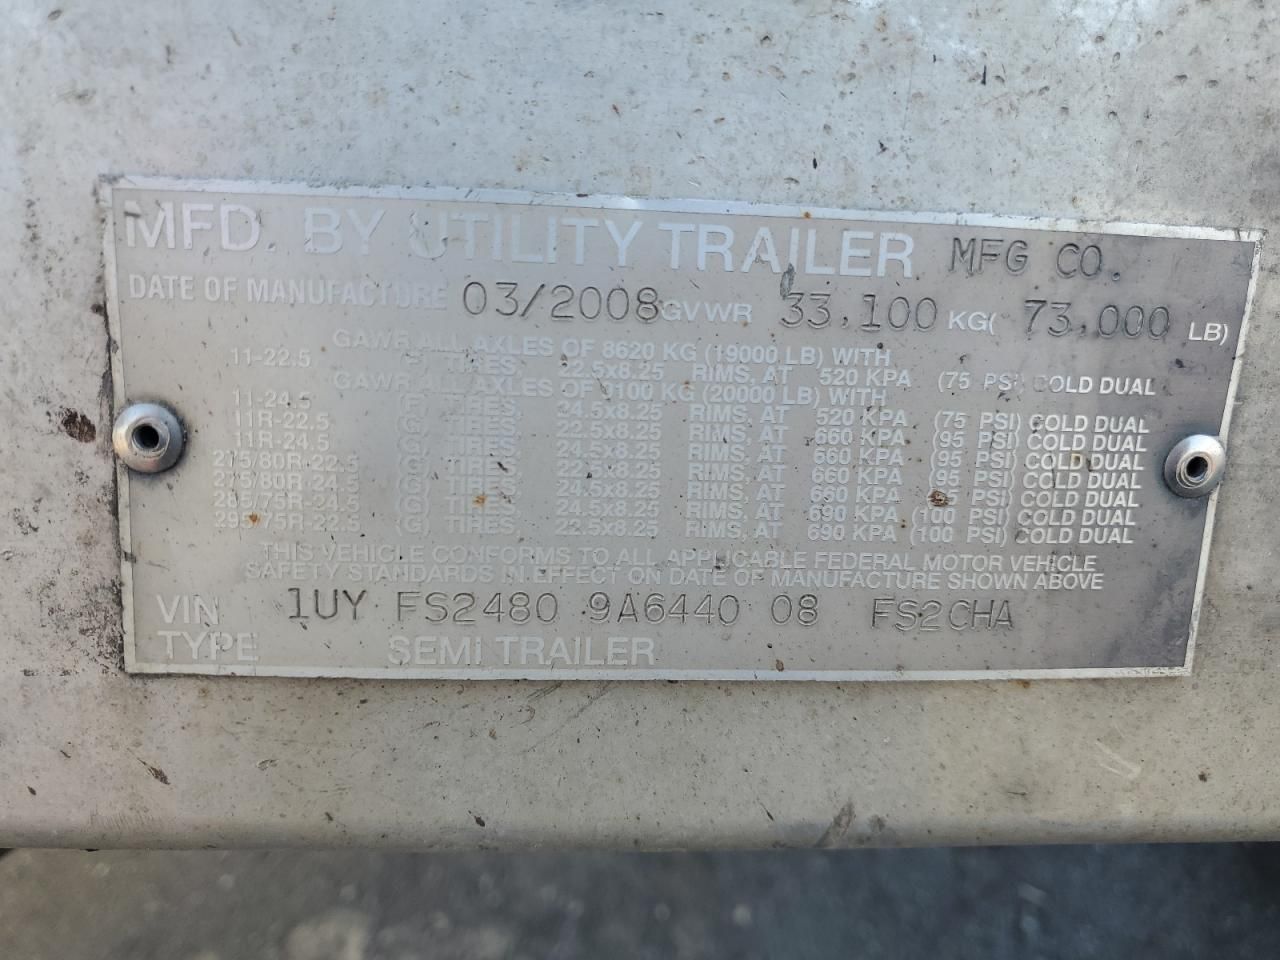 MFD. BY UTILITY TRAILER MFG CO.
DATE OF MANUFACTURE 03/2008 GVWR 33,100 KG( 73,000 LB)
GAWR ALL AXLES OF 8620 KG (19000 LB) WITH
11-22.5 (G) TIRES, 22.5x8.25 RIMS, AT 520 KPA (75 PSI) COLD DUAL
GAWR ALL AXLES OF 9100 KG (20000 LB) WITH
11-24.5 (G) TIRES, 24.5x8.25 RIMS, AT 520 KPA (75 PSI) COLD DUAL
11R-22.5 (G) TIRES, 22.5x8.25 RIMS, AT 660 KPA (95 PSI) COLD DUAL
11R-24.5 (G) TIRES, 24.5x8.25 RIMS, AT 660 KPA (95 PSI) COLD DUAL
275/80R-22.5 (G) TIRES, 22.5x8.25 RIMS, AT 660 KPA (95 PSI) COLD DUAL
275/80R-24.5 (G) TIRES, 24.5x8.25 RIMS, AT 660 KPA (95 PSI) COLD DUAL
(G) TIRES, 24.5x8.25 RIMS, AT 690 KPA (100 PSI) COLD DUAL
295/75R-22.5 (G) TIRES, 22.5x8.25 RIMS, AT 690 KPA (100 PSI) COLD DUAL
THIS VEHICLE CONFORMS TO ALL APPLICABLE FEDERAL MOTOR VEHICLE
SAFETY STANDARDS IN EFFECT ON DATE OF MANUFACTURE SHOWN ABOVE
VIN 1UY FS2480 9A6440 08 FS2CHA
TYPE SEMI TRAILER